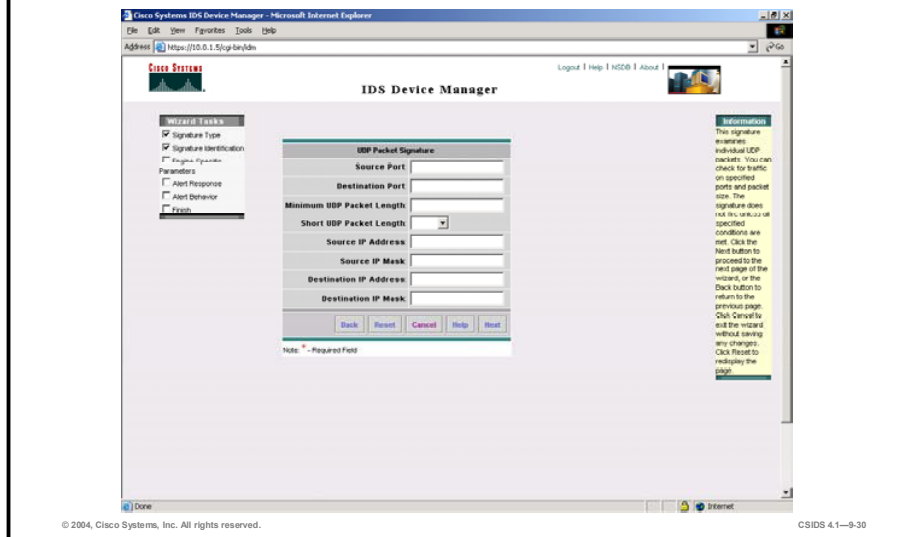 Cisco Systems IDS Device Manager - Microsoft Internet Explorer
File Edit View Favorites Tools Help
Address https://10.0.1.5/cgi-bin/idm
Go
CISCO SYSTEMS
Logout | Help | NSDB | About |
IDS Device Manager
Wizard Tasks
Signature Type
Signature Identification
Engine Specific
Parameters
Alert Response
Alert Behavior
Finish
UDP Packet Signature
Source Port:
Destination Port:
Minimum UDP Packet Length:
Short UDP Packet Length:
Source IP Address:
Source IP Mask:
Destination IP Address:
Destination IP Mask:
Back Reset Cancel Help Next
Note: * - Required Field
Information
This signature
examines
individual UDP
packets. You can
check for traffic
on specified
ports and packet
size. The
signature does
not fire unless all
specified
conditions are
met. Click the
Next button to
proceed to the
next page of the
wizard, or the
Back button to
return to the
previous page.
Click Cancel to
exit the wizard
without saving
any changes.
Click Reset to
redisplay the
page.
Done
Internet
© 2004, Cisco Systems, Inc. All rights reserved.
CSIDS 4.1—9-30